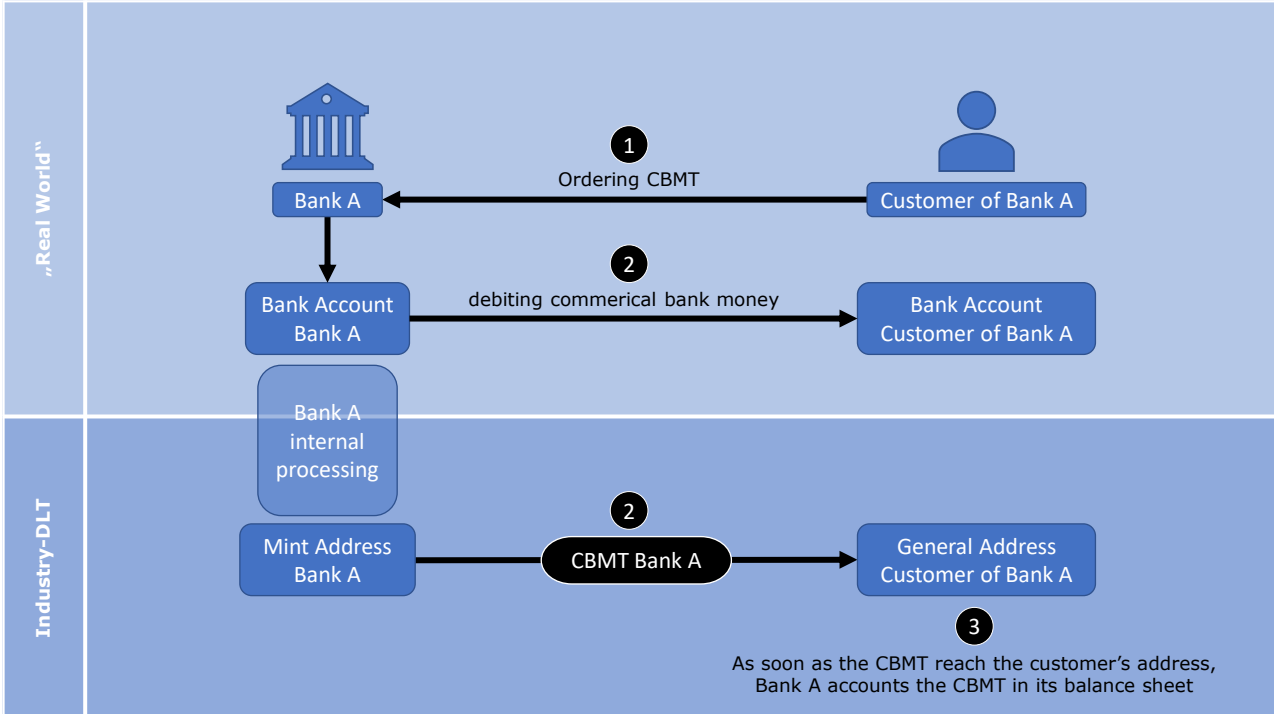 „Real World“
1
Ordering CBMT
Bank A
Customer of Bank A
2
debiting commerical bank money
Bank Account
Bank A
Bank Account
Customer of Bank A
Bank A
internal
processing
Industry-DLT
2
Mint Address
Bank A
CBMT Bank A
General Address
Customer of Bank A
3
As soon as the CBMT reach the customer’s address,
Bank A accounts the CBMT in its balance sheet